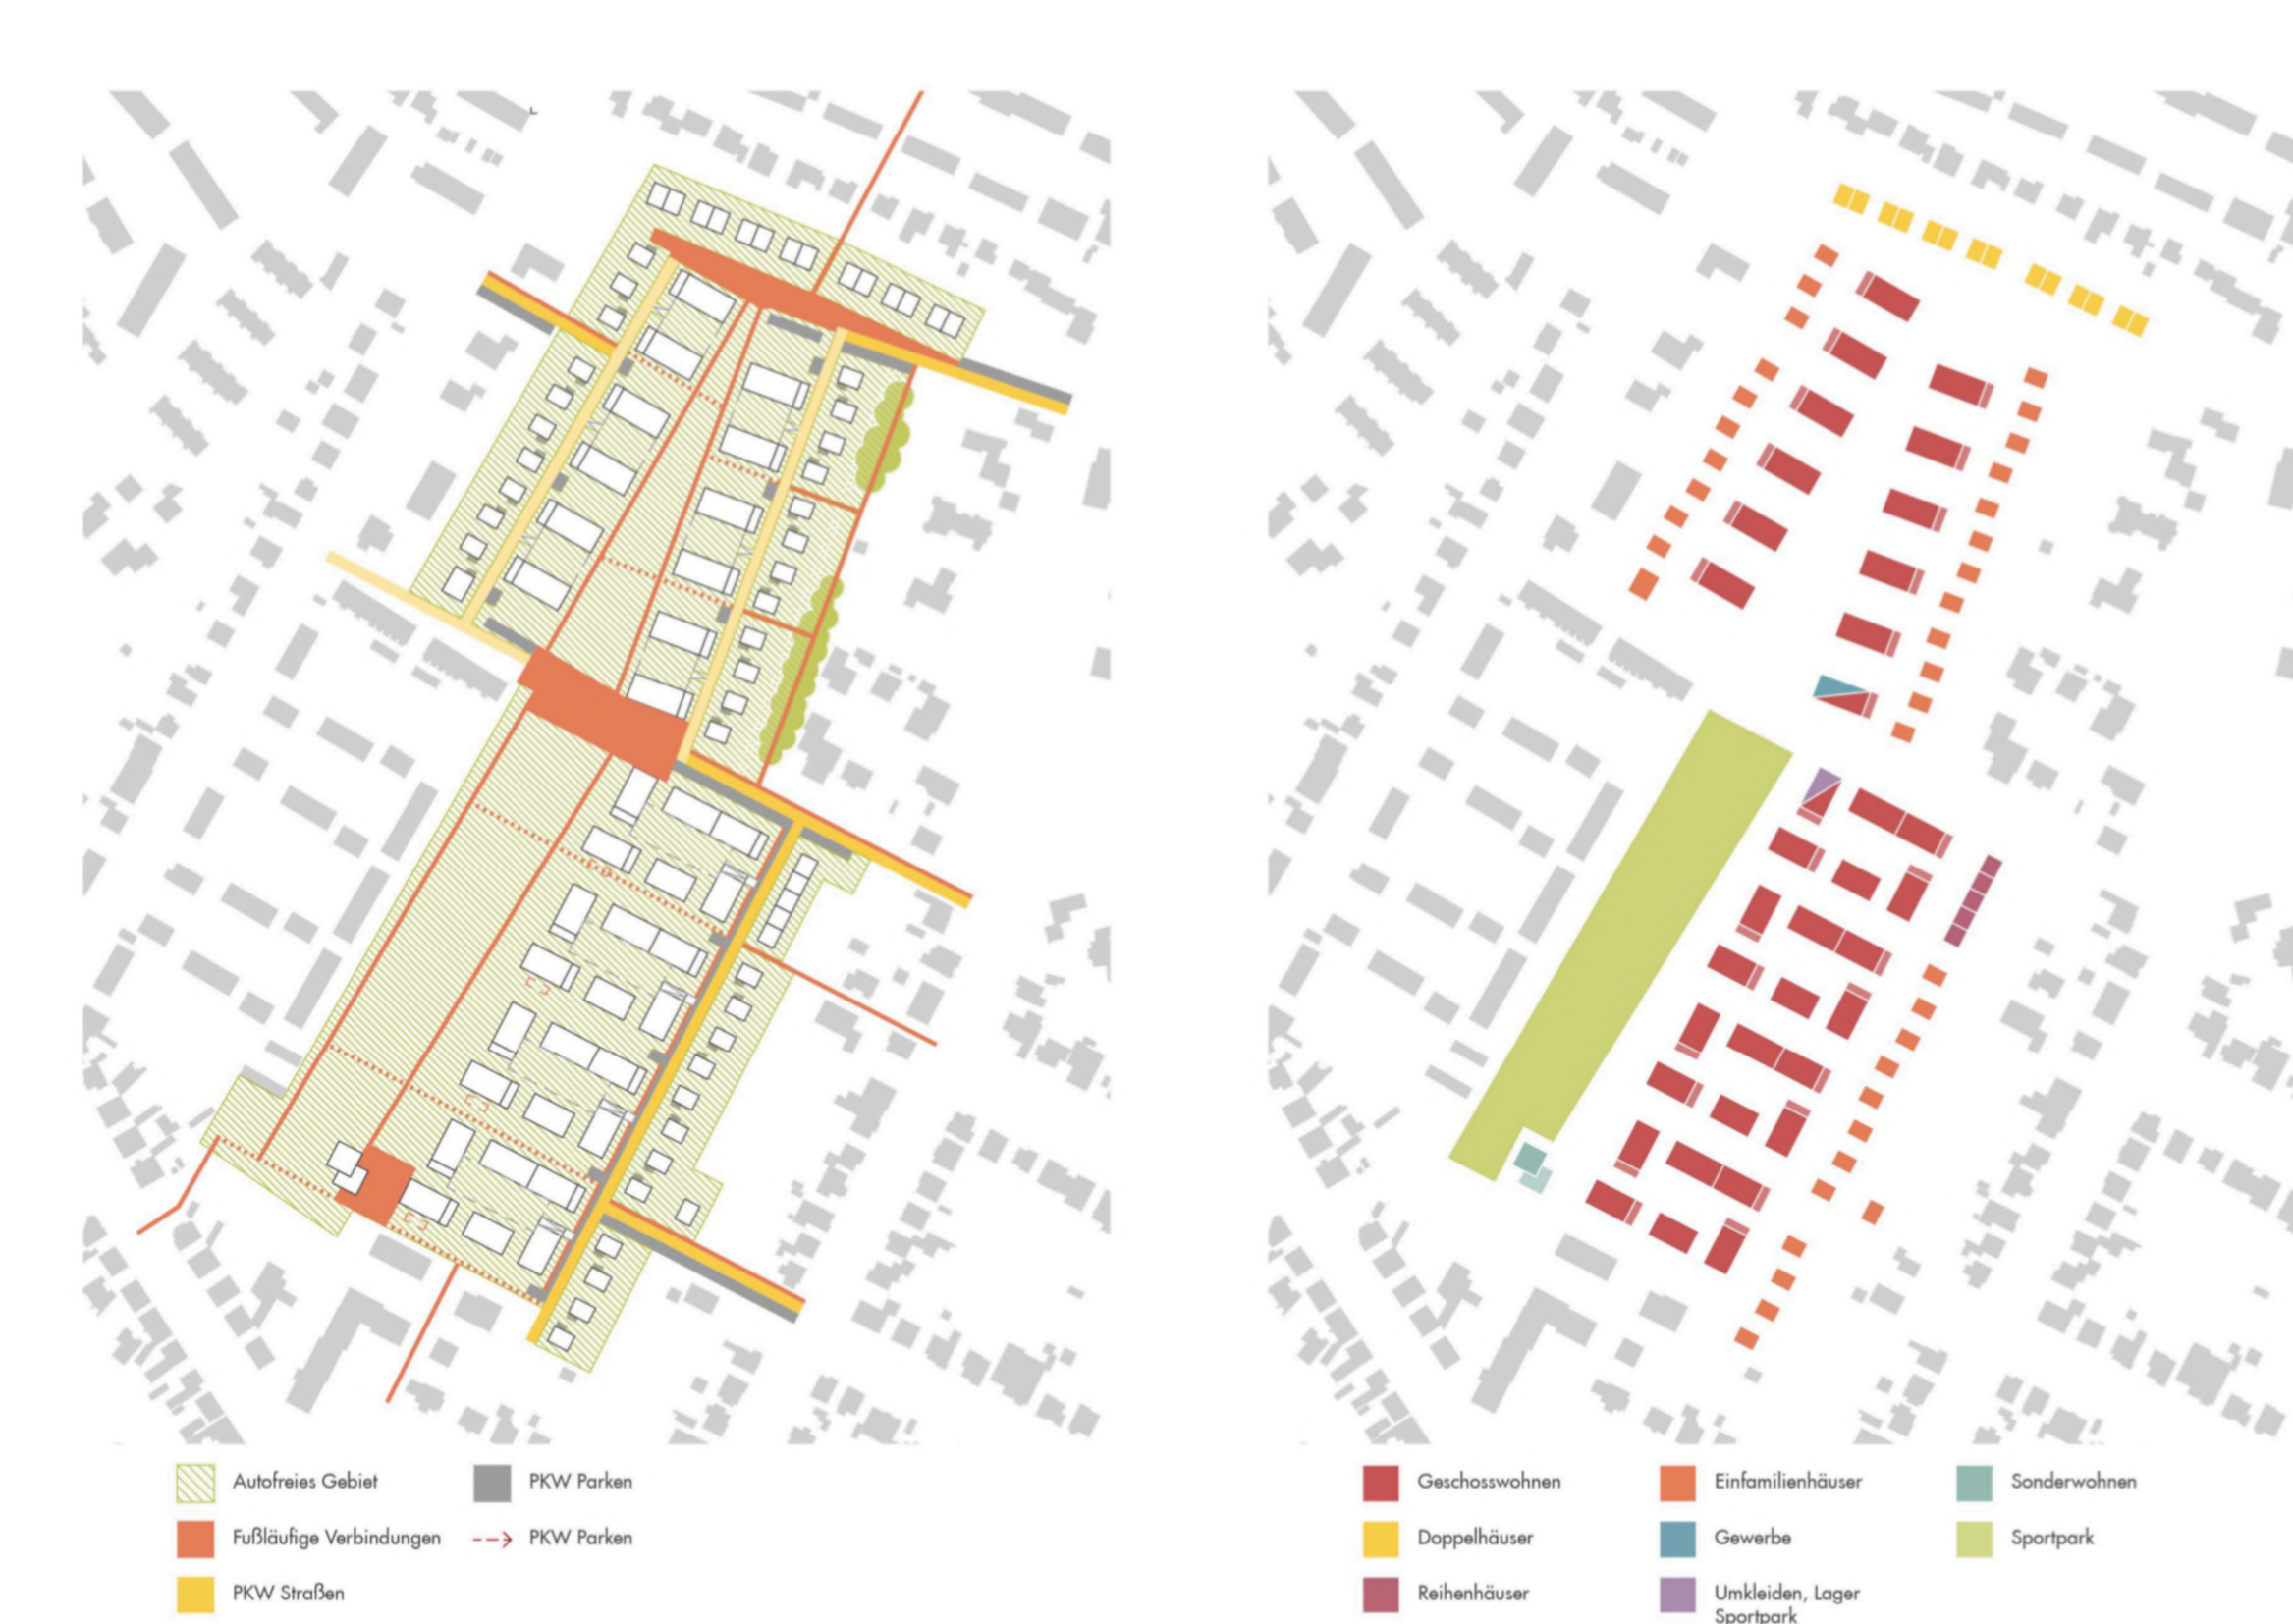 Autofreies Gebiet
PKW Parken
Fußläufige Verbindungen
PKW Parken
PKW Straßen
Geschosswohnen
Einfamilienhäuser
Sonderwohnen
Doppelhäuser
Gewerbe
Sportpark
Reihenhäuser
Umkleiden, Lager
Sportpark